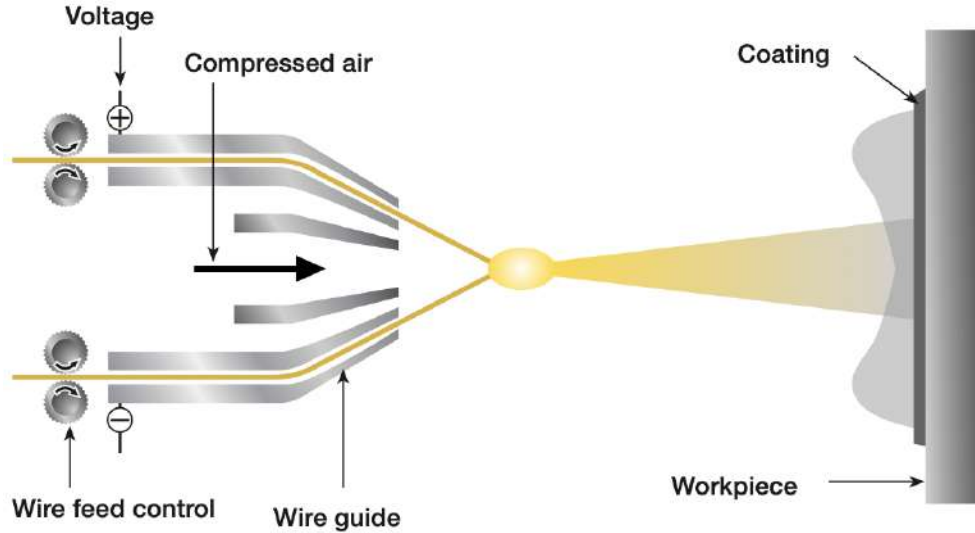 Voltage
Compressed air
Coating
+
−
Wire feed control
Wire guide
Workpiece